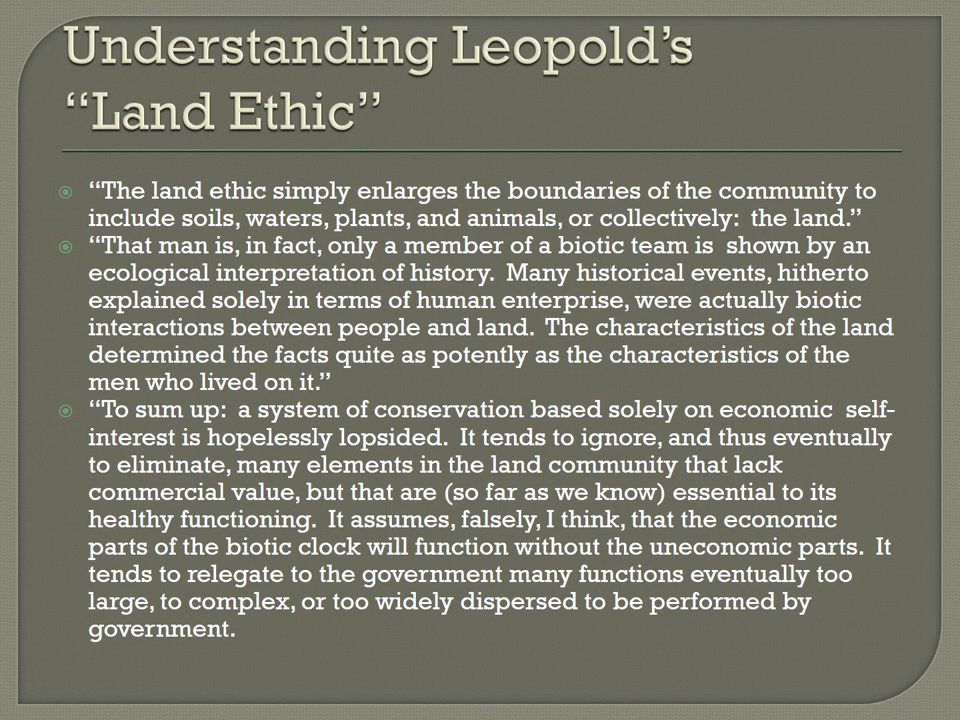 Understanding Leopold’s
“Land Ethic”
“The land ethic simply enlarges the boundaries of the community to
include soils, waters, plants, and animals, or collectively:  the land.”
“That man is, in fact, only a member of a biotic team is  shown by an
ecological interpretation of history.  Many historical events, hitherto
explained solely in terms of human enterprise, were actually biotic
interactions between people and land.  The characteristics of the land
determined the facts quite as potently as the characteristics of the
men who lived on it.”
“To sum up:  a system of conservation based solely on economic  self-
interest is hopelessly lopsided.  It tends to ignore, and thus eventually
to eliminate, many elements in the land community that lack
commercial value, but that are (so far as we know) essential to its
healthy functioning.  It assumes, falsely, I think, that the economic
parts of the biotic clock will function without the uneconomic parts.  It
tends to relegate to the government many functions eventually too
large, to complex, or too widely dispersed to be performed by
government.